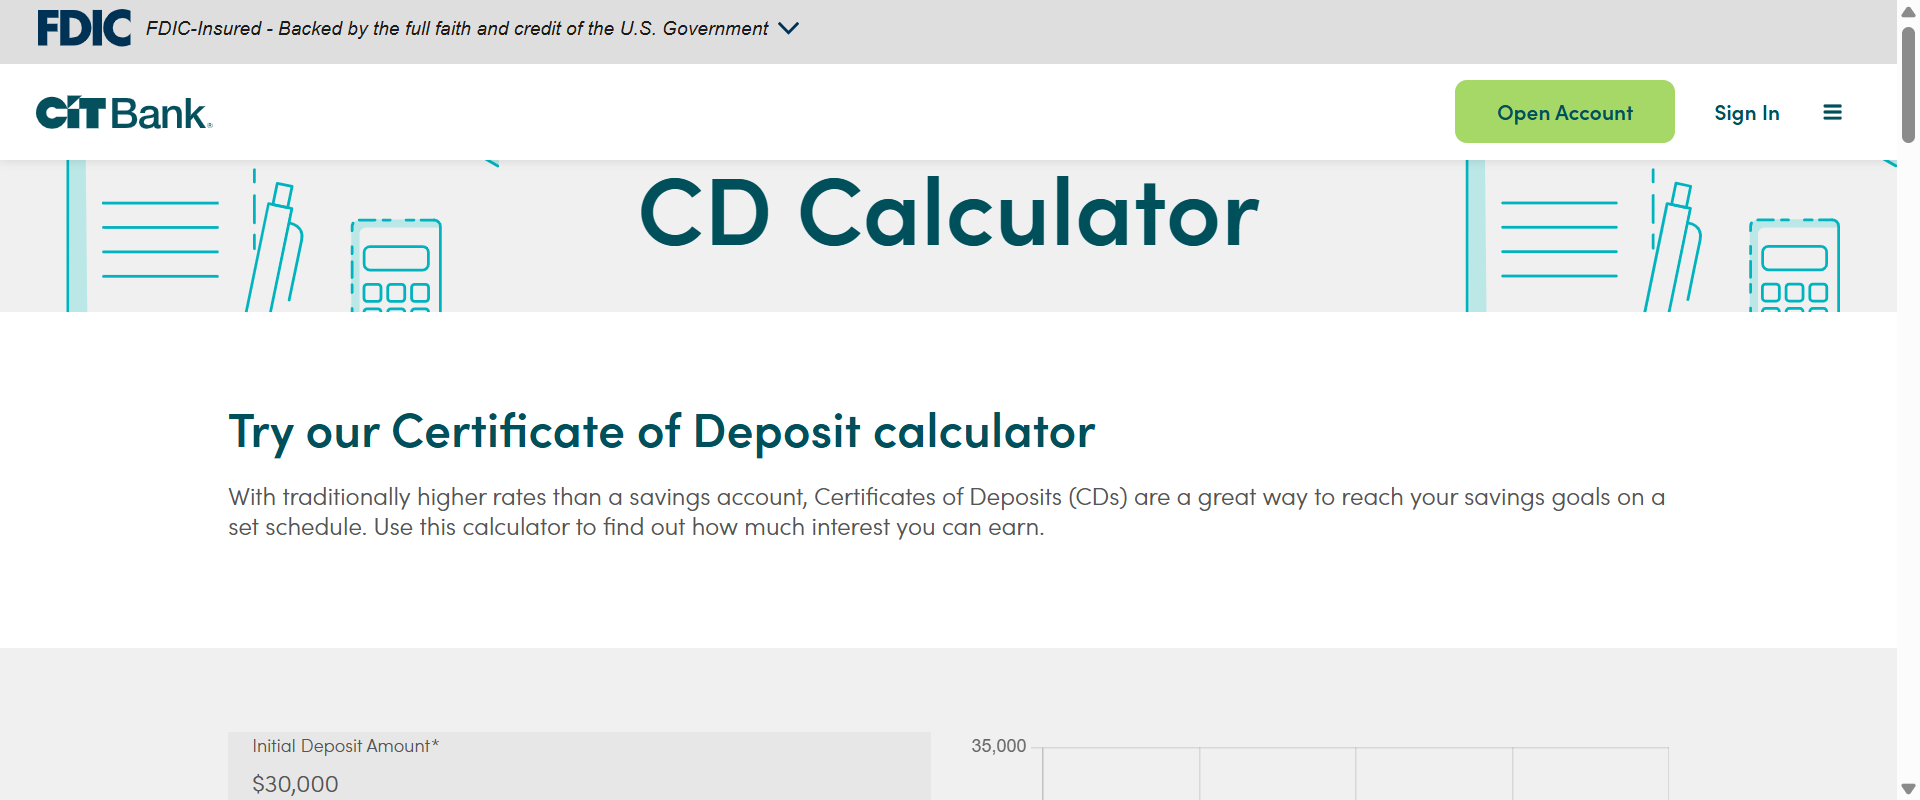 FDIC FDIC-Insured - Backed by the full faith and credit of the U.S. Government
CIT Bank®
Open Account
Sign In
CD Calculator
Try our Certificate of Deposit calculator
With traditionally higher rates than a savings account, Certificates of Deposits (CDs) are a great way to reach your savings goals on a
set schedule. Use this calculator to find out how much interest you can earn.
Initial Deposit Amount*
$30,000
35,000